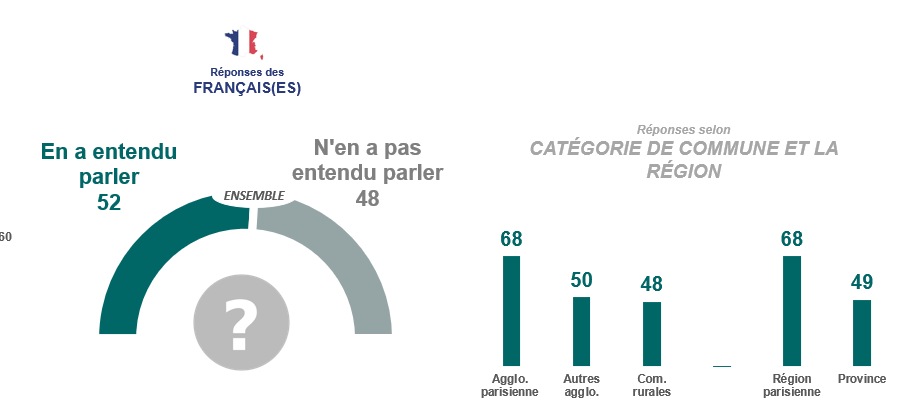 Réponses des
FRANÇAIS(ES)
En a entendu
parler
52
N'en a pas
entendu parler
48
ENSEMBLE
60
?
Réponses selon
CATÉGORIE DE COMMUNE ET LA
RÉGION
68
50
48
68
49
Agglo.
parisienne
Autres
agglo.
Com.
rurales
Région
parisienne
Province